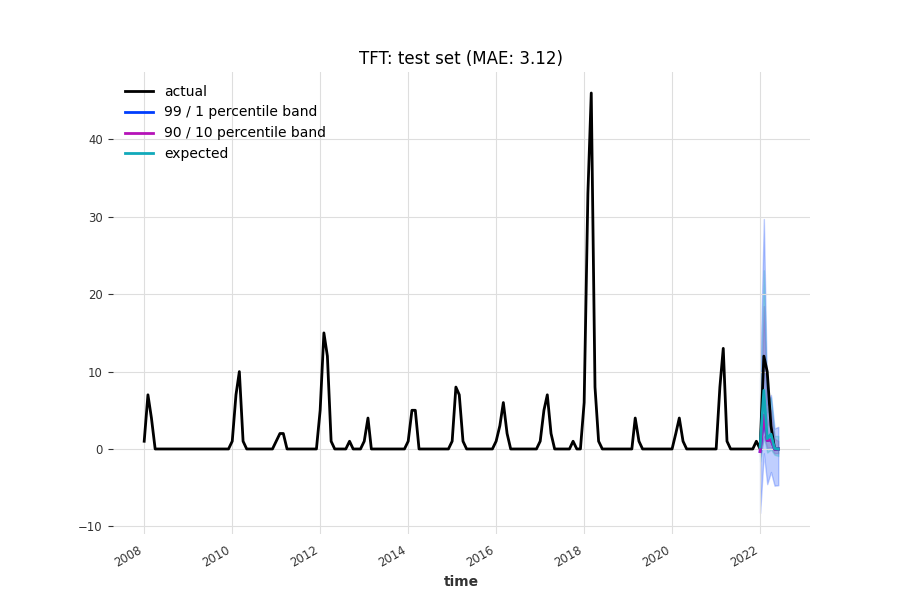 TFT: test set (MAE: 3.12)
actual
99 / 1 percentile band
90 / 10 percentile band
expected
40
30
20
10
0
−10
2008
2010
2012
2014
2016
2018
2020
2022
time